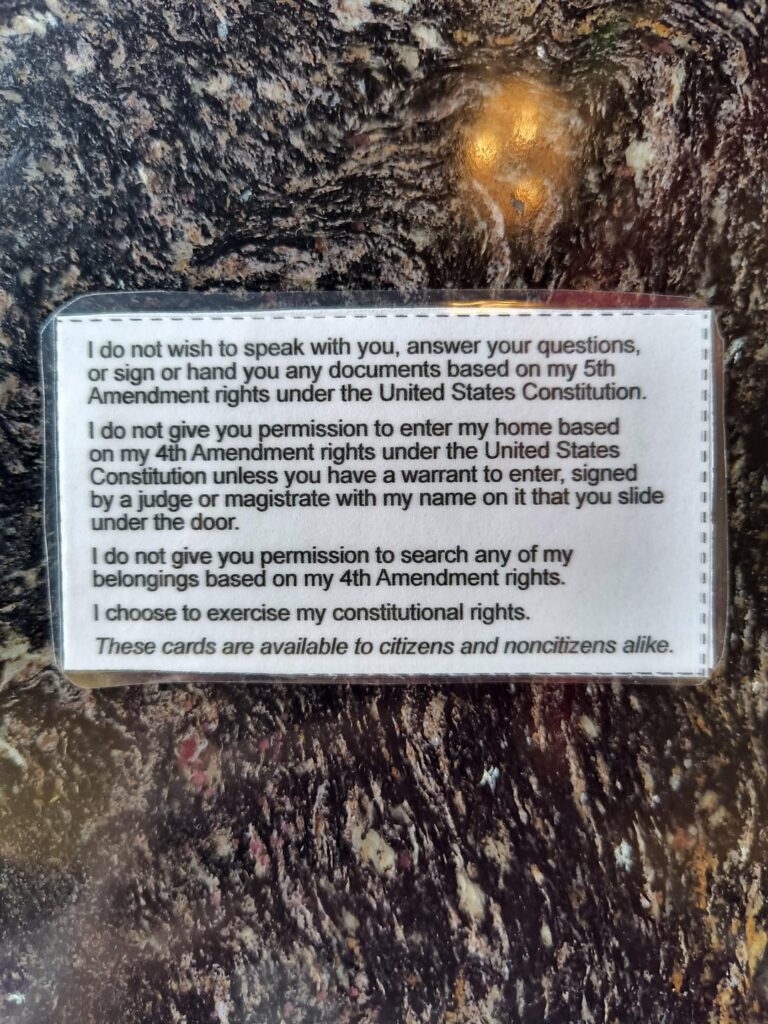 I do not wish to speak with you, answer your questions,
or sign or hand you any documents based on my 5th
Amendment rights under the United States Constitution.
I do not give you permission to enter my home based
on my 4th Amendment rights under the United States
Constitution unless you have a warrant to enter, signed
by a judge or magistrate with my name on it that you slide
under the door.
I do not give you permission to search any of my
belongings based on my 4th Amendment rights.
I choose to exercise my constitutional rights.
These cards are available to citizens and noncitizens alike.